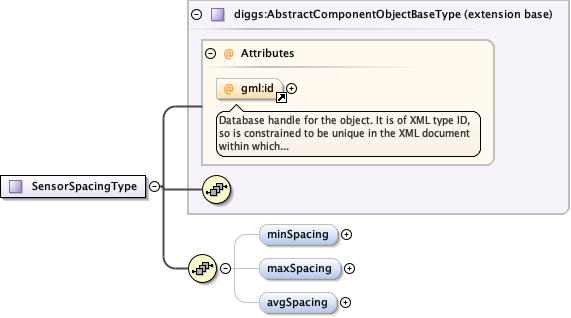 diggs:AbstractComponentObjectBaseType (extension base)
@ Attributes
@ gml:id
Database handle for the object. It is of XML type ID,
so is constrained to be unique in the XML document
within which...
SensorSpacingType
minSpacing
maxSpacing
avgSpacing